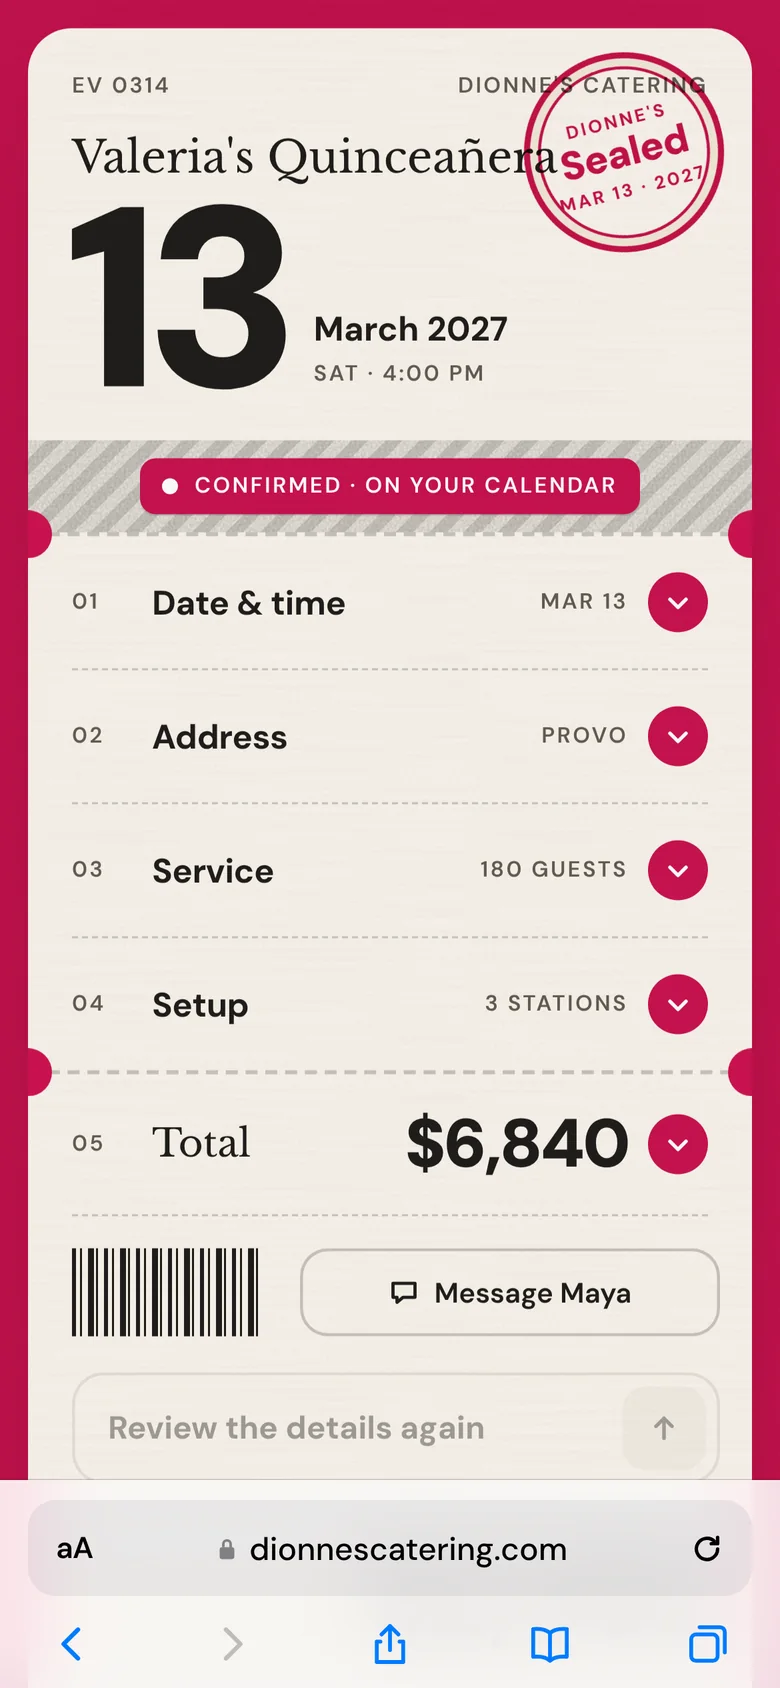 EV 0314
DIONNE'S CATERING
Valeria's Quinceañera
DIONNE'S
Sealed
MAR 13 · 2027
13
March 2027
SAT · 4:00 PM
CONFIRMED · ON YOUR CALENDAR
01 Date & time MAR 13
02 Address PROVO
03 Service 180 GUESTS
04 Setup 3 STATIONS
05 Total $6,840
Message Maya
Review the details again
aA dionnescatering.com